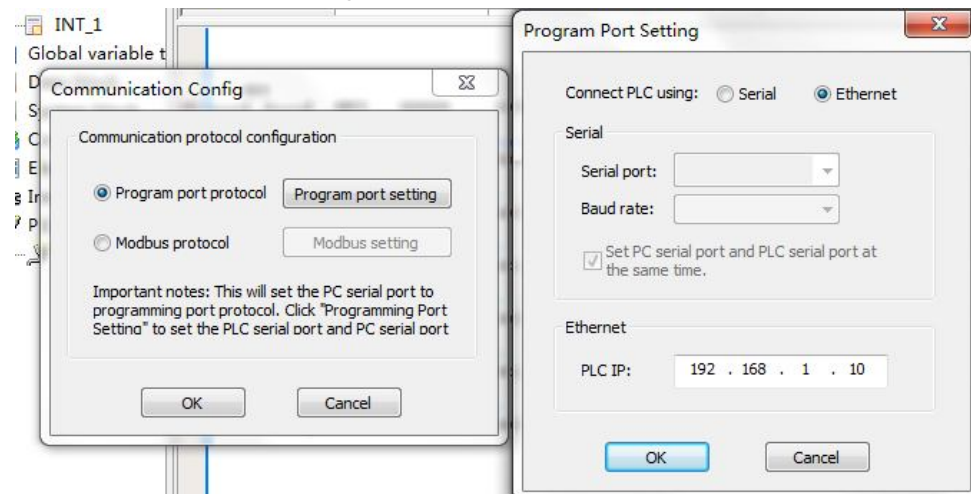 INT_1
Global variable t
Communication Config
Communication protocol configuration
Program port protocol
Program port setting
Modbus protocol
Modbus setting
Important notes: This will set the PC serial port to
programming port protocol. Click "Programming Port
Setting" to set the PLC serial port and PC serial port
OK
Cancel
Program Port Setting
Connect PLC using:
Serial
Ethernet
Serial
Serial port:
Baud rate:
Set PC serial port and PLC serial port at
the same time.
Ethernet
PLC IP:
192 . 168 . 1 . 10
OK
Cancel